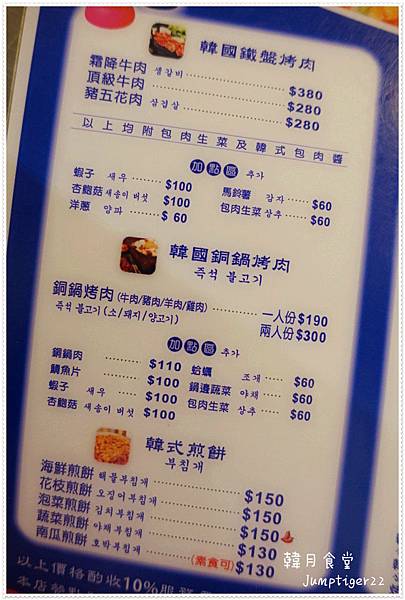 韓國鐵盤烤肉
霜降牛肉 생갈비 $380
頂級牛肉 $280
豬五花肉 삼겹살 $280
以上均附包肉生菜及韓式包肉醬
加點區 추가
蝦子 새우 $100
杏鮑菇 새송이버섯 $100
洋蔥 양파 $60
馬鈴薯 감자 $60
包肉生菜 상추 $60
韓國銅鍋烤肉
즉석 불고기
銅鍋烤肉 (牛肉/豬肉/羊肉/雞肉) 一人份$190
즉석 불고기 (소/돼지/양고기) 兩人份$300
加點區 추가
銅鍋肉 $110
鯛魚片 $100
蝦子 새우 $100
杏鮑菇 새송이버섯 $100
蛤蠣 조개 $60
鍋邊蔬菜 야채 $60
包肉生菜 상추 $60
韓式煎餅
부침개
海鮮煎餅 해물부침개 $150
花枝煎餅 오징어부침개 $150
泡菜煎餅 김치부침개 $150
蔬菜煎餅 야채부침개 $130
南瓜煎餅 호박부침개 (素食可) $130
以上價格酌收10%服務
韓月食堂
Jumptiger22